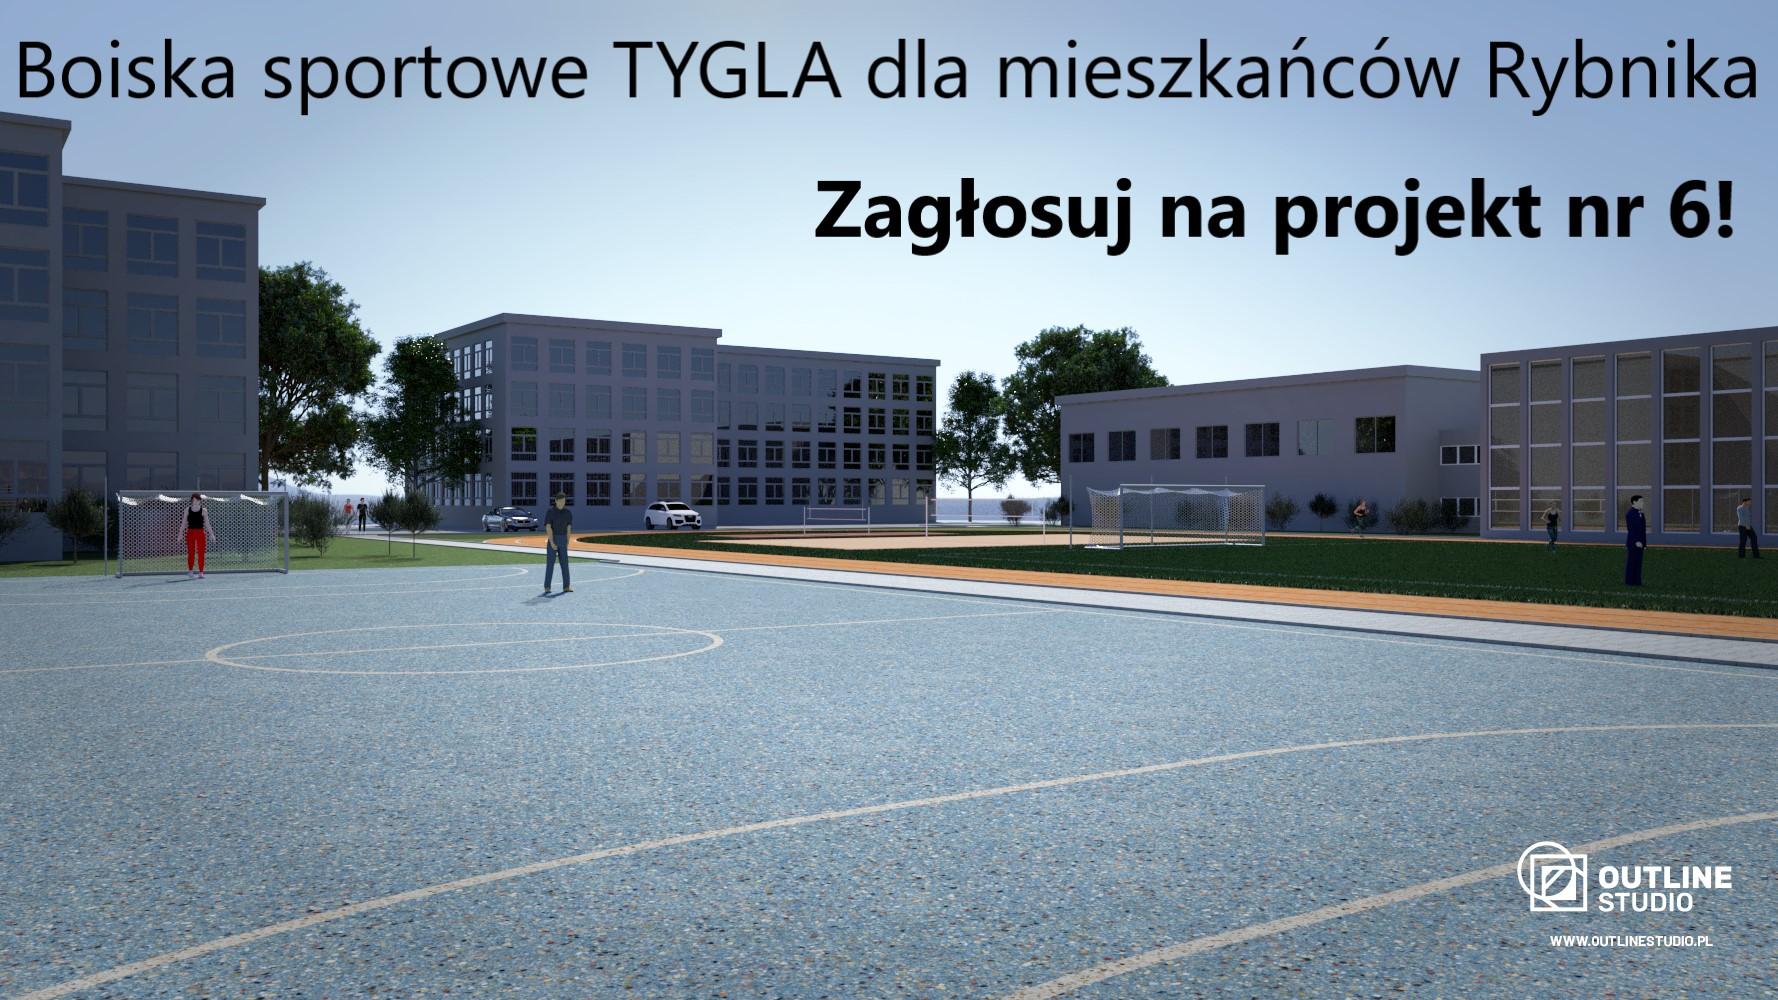 Boiska sportowe TYGLA dla mieszkańców Rybnika
Zagłosuj na projekt nr 6!
OUTLINE
STUDIO
WWW.OUTLINESTUDIO.PL